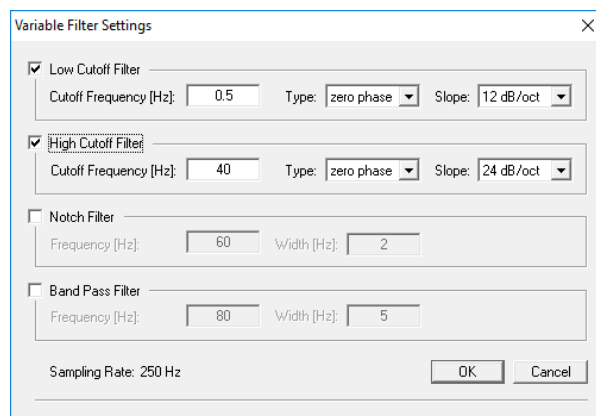 Variable Filter Settings
Low Cutoff Filter
Cutoff Frequency [Hz]: 0.5 Type: zero phase Slope: 12 dB/oct
High Cutoff Filter
Cutoff Frequency [Hz]: 40 Type: zero phase Slope: 24 dB/oct
Notch Filter
Frequency [Hz]: 60 Width [Hz]: 2
Band Pass Filter
Frequency [Hz]: 80 Width [Hz]: 5
Sampling Rate: 250 Hz OK Cancel